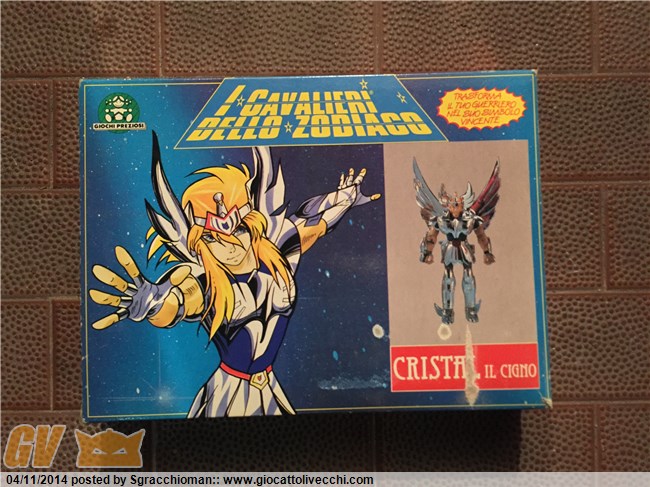 GIOCHI PREZIOSI
I CAVALIERI
DELLO ZODIACO
TRASFORMA
IL TUO GUERRIERO
NEL SUO SIMBOLO
VINCENTE
CRISTAL IL CIGNO
GV
04/11/2014 posted by Sgracchioman:: www.giocattolivecchi.com